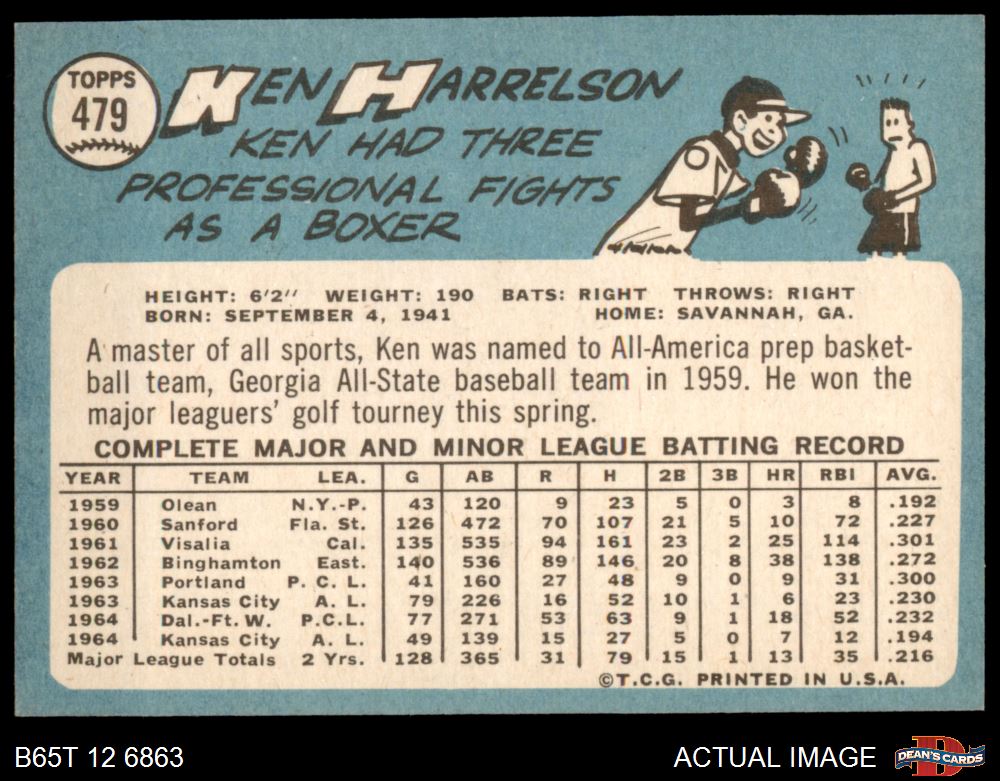 TOPPS
479
KEN HARRELSON
KEN HAD THREE
PROFESSIONAL FIGHTS
AS A BOXER
HEIGHT: 6'2" WEIGHT: 190 BATS: RIGHT THROWS: RIGHT
BORN: SEPTEMBER 4, 1941 HOME: SAVANNAH, GA.
A master of all sports, Ken was named to All-America prep basket-
ball team, Georgia All-State baseball team in 1959. He won the
major leaguers' golf tourney this spring.
COMPLETE MAJOR AND MINOR LEAGUE BATTING RECORD
YEAR TEAM LEA. G AB R H 2B 3B HR RBI AVG.
1959 Olean N.Y.-P. 43 120 9 23 5 0 3 8 .192
1960 Sanford Fla. St. 126 472 70 107 21 5 10 72 .227
1961 Visalia Cal. 135 535 94 161 23 2 25 114 .301
1962 Binghamton East. 140 536 89 146 20 8 38 138 .272
1963 Portland P. C. L. 41 160 27 48 9 0 9 31 .300
1963 Kansas City A. L. 79 226 16 52 10 1 6 23 .230
1964 Dal.-Ft. W. P.C.L. 77 271 53 63 9 1 18 52 .232
1964 Kansas City A. L. 49 139 15 27 5 0 7 12 .194
Major League Totals 2 Yrs. 128 365 31 79 15 1 13 35 .216
©T.C.G. PRINTED IN U.S.A.
B65T 12 6863 ACTUAL IMAGE DEAN'S CARDS